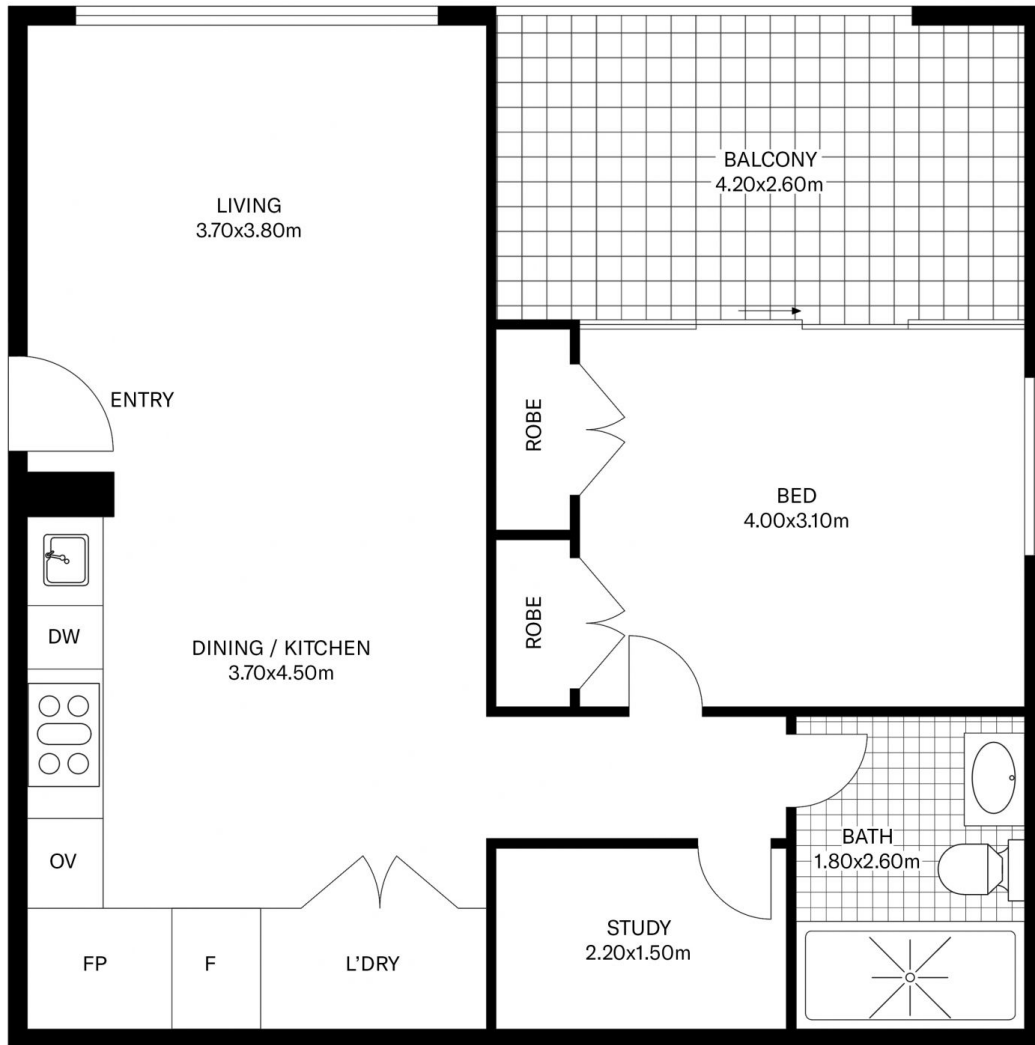 BALCONY
4.20x2.60m
LIVING
3.70x3.80m
ENTRY
ROBE
BED
4.00x3.10m
ROBE
DW
DINING / KITCHEN
3.70x4.50m
OV
BATH
1.80x2.60m
STUDY
2.20x1.50m
FP
F
L'DRY